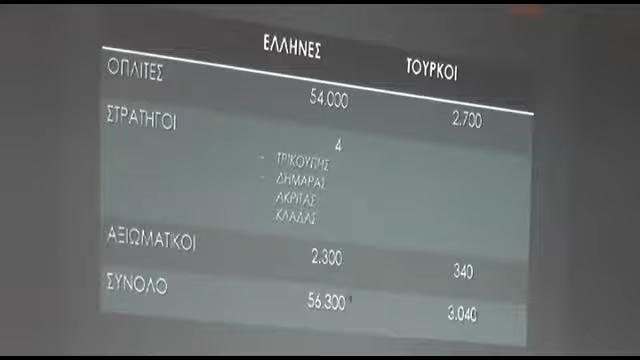 ΕΛΛΗΝΕΣ ΤΟΥΡΚΟΙ
ΟΠΛΙΤΕΣ 54.000 2.700
ΣΤΡΑΤΗΓΟΙ 4
- ΤΡΙΚΟΥΠΗΣ
- ΔΗΜΑΡΑΣ
ΑΚΡΙΤΑΣ
ΚΛΑΔΑΣ
ΑΞΙΩΜΑΤΙΚΟΙ 2.300 340
ΣΥΝΟΛΟ 56.300 3.040